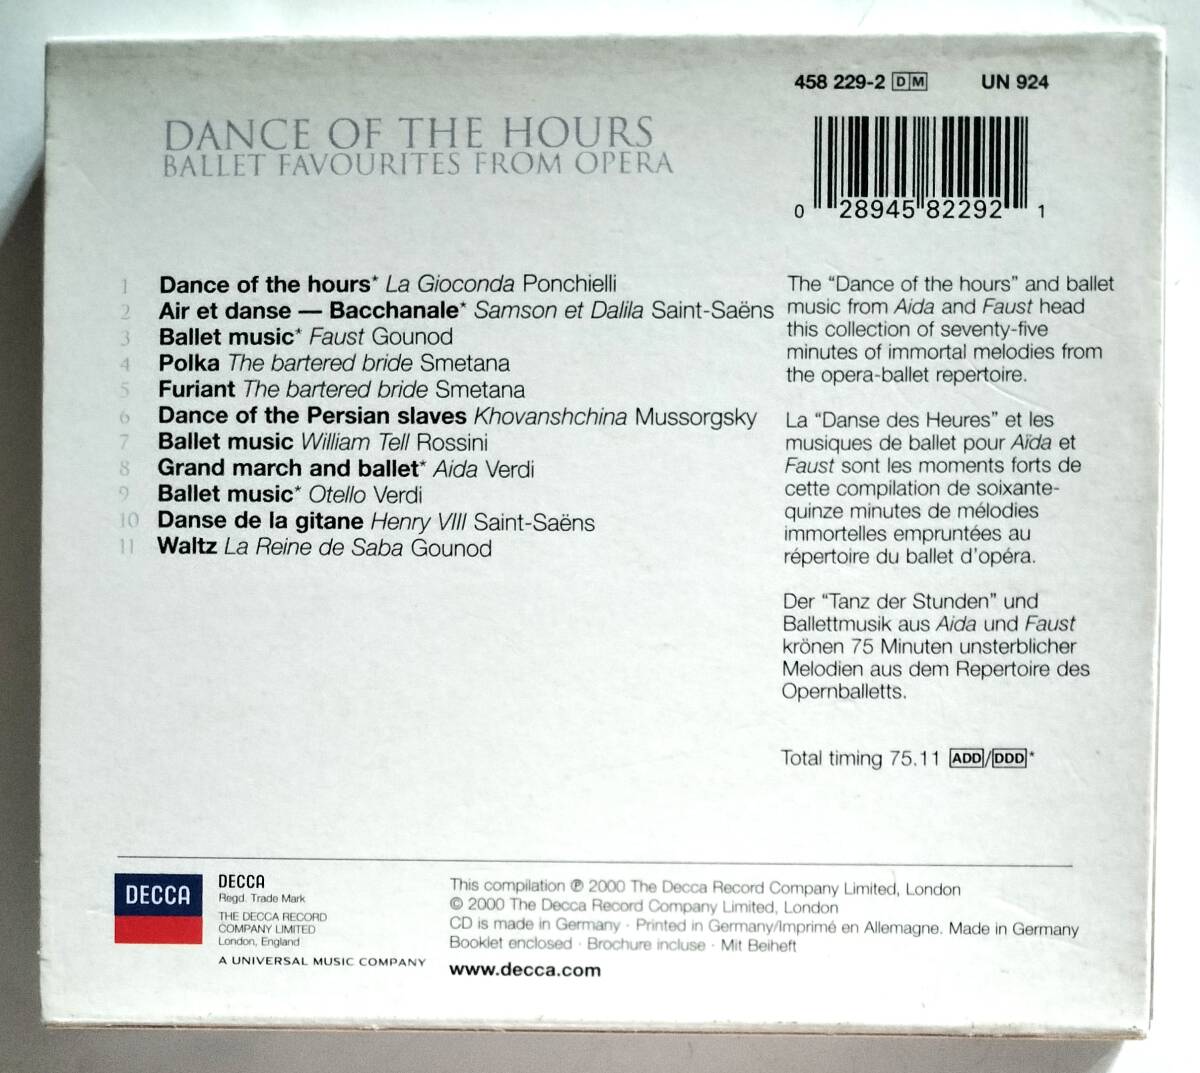 458 229-2 DM UN 924
DANCE OF THE HOURS
BALLET FAVOURITES FROM OPERA
0 28945 82292 1
1 Dance of the hours* La Gioconda Ponchielli
2 Air et danse — Bacchanale* Samson et Dalila Saint-Saëns
3 Ballet music* Faust Gounod
4 Polka The bartered bride Smetana
5 Furiant The bartered bride Smetana
6 Dance of the Persian slaves Khovanshchina Mussorgsky
7 Ballet music William Tell Rossini
8 Grand march and ballet* Aida Verdi
9 Ballet music* Otello Verdi
10 Danse de la gitane Henry VIII Saint-Saëns
11 Waltz La Reine de Saba Gounod
The “Dance of the hours” and ballet
music from Aida and Faust head
this collection of seventy-five
minutes of immortal melodies from
the opera-ballet repertoire.
La “Danse des Heures” et les
musiques de ballet pour Aïda et
Faust sont les moments forts de
cette compilation de soixante-
quinze minutes de mélodies
immortelles empruntées au
répertoire du ballet d’opéra.
Der “Tanz der Stunden” und
Ballettmusik aus Aida und Faust
krönen 75 Minuten unsterblicher
Melodien aus dem Repertoire des
Opernballetts.
Total timing 75.11 ADD/DDD*
DECCA
DECCA
Regd. Trade Mark
THE DECCA RECORD
COMPANY LIMITED
London, England
A UNIVERSAL MUSIC COMPANY
This compilation ℗ 2000 The Decca Record Company Limited, London
© 2000 The Decca Record Company Limited, London
CD is made in Germany · Printed in Germany/Imprimé en Allemagne. Made in Germany
Booklet enclosed · Brochure incluse · Mit Beiheft
www.decca.com